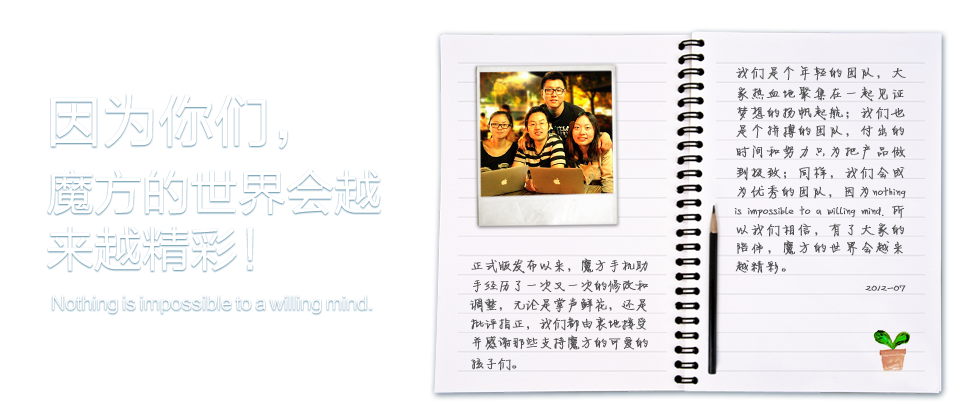 因为你们，
魔方的世界会越
来越精彩！
Nothing is impossible to a willing mind.
正式版发布以来，魔方手机助
手经历了一次又一次的修改和
调整，无论是掌声鲜花，还是
批评指正，我们都由衷地接受
并感谢那些支持魔方的可爱的
孩子们。
我们是个年轻的团队，大
家热血地聚集在一起见证
梦想的扬帆起航；我们也
是个拼搏的团队，付出的
时间和努力只为把产品做
到极致；同样，我们会成
为优秀的团队，因为nothing
is impossible to a willing mind. 所
以我们相信，有了大家的
陪伴，魔方的世界会越来
越精彩。
2012-07